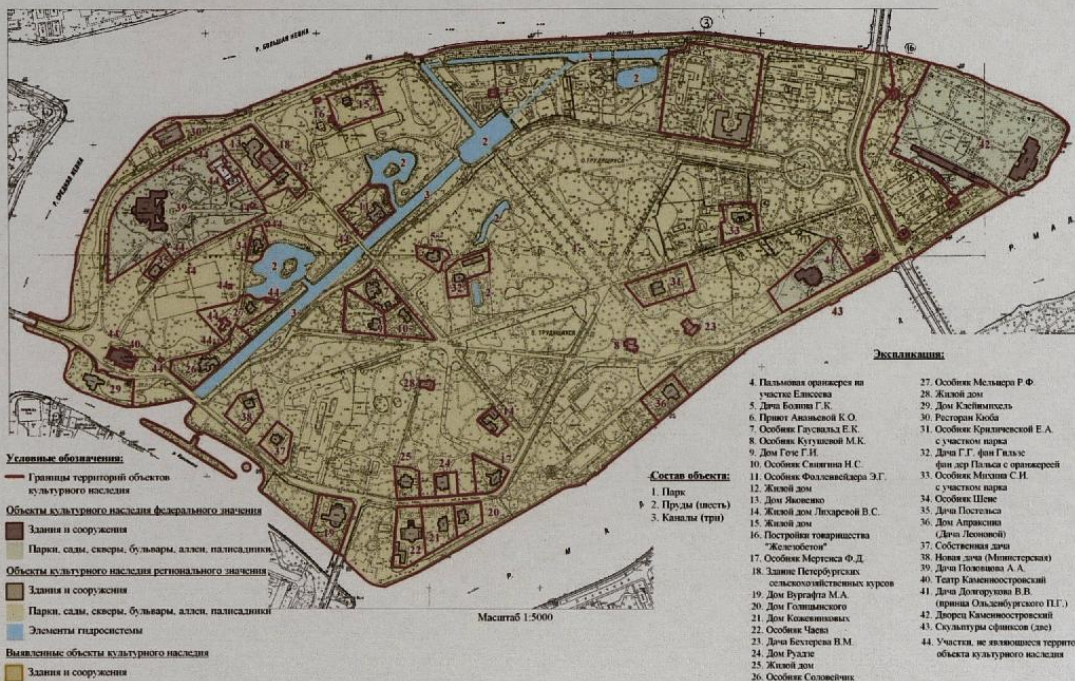 Р. БОЛЬШАЯ НЕВКА
Р. СРЕДНЯЯ НЕВКА
О. ТРУДЯЩИХСЯ
О. ТРУДЯЩИХСЯ
Р. МАЛ
Р.
М
А
Условные обозначения:
Границы территорий объектов
культурного наследия
Объекты культурного наследия федерального значения
Здания и сооружения
Парки, сады, скверы, бульвары, аллеи, палисадники
Объекты культурного наследия регионального значения
Здания и сооружения
Парки, сады, скверы, бульвары, аллеи, палисадники
Элементы гидросистемы
Выявленные объекты культурного наследия
Здания и сооружения
Масштаб 1:5000
Состав объекта:
1. Парк
2. Пруды (шесть)
3. Каналы (три)
Экспликация:
4. Пальмовая оранжерея на
участке Елисеева
5. Дача Болина Г.К.
6. Приют Ананьевой К.О.
7. Особняк Гаусвальд Е.К.
8. Особняк Кугушевой М.К.
9. Дом Гозе Г.И.
10. Особняк Свиягина Н.С.
11. Особняк Фолленвейдера Э.Г.
12. Жилой дом
13. Дом Яковенко
14. Жилой дом Лихаревой В.С.
15. Жилой дом
16. Постройки товарищества
"Железобетон"
17. Особняк Мертенса Ф.Д.
18. Здание Петербургских
сельскохозяйственных курсов
19. Дом Вургафта М.А.
20. Дом Голицынского
21. Дом Кожевниковых
22. Особняк Чаева
23. Дача Бехтерева В.М.
24. Дом Руадзе
25. Жилой дом
26. Особняк Соловейчик
27. Особняк Мельцера Р.Ф.
28. Жилой дом
29. Дом Клейнмихель
30. Ресторан Кюба
31. Особняк Криличевской Е.А.
с участком парка
32. Дача Г.Г. фан Гильзе
фан дер Пальса с оранжереей
33. Особняк Михина С.И.
с участком парка
34. Особняк Шене
35. Дача Постельса
36. Дом Апраксина
(Дача Леоновой)
37. Собственная дача
38. Новая дача (Министерская)
39. Дача Половцова А.А.
40. Театр Каменноостровский
41. Дача Долгорукова В.В.
(принца Ольденбургского П.Г.)
42. Дворец Каменноостровский
43. Скульптуры сфинксов (две)
44. Участки, не являющиеся террито
объекта культурного наследия